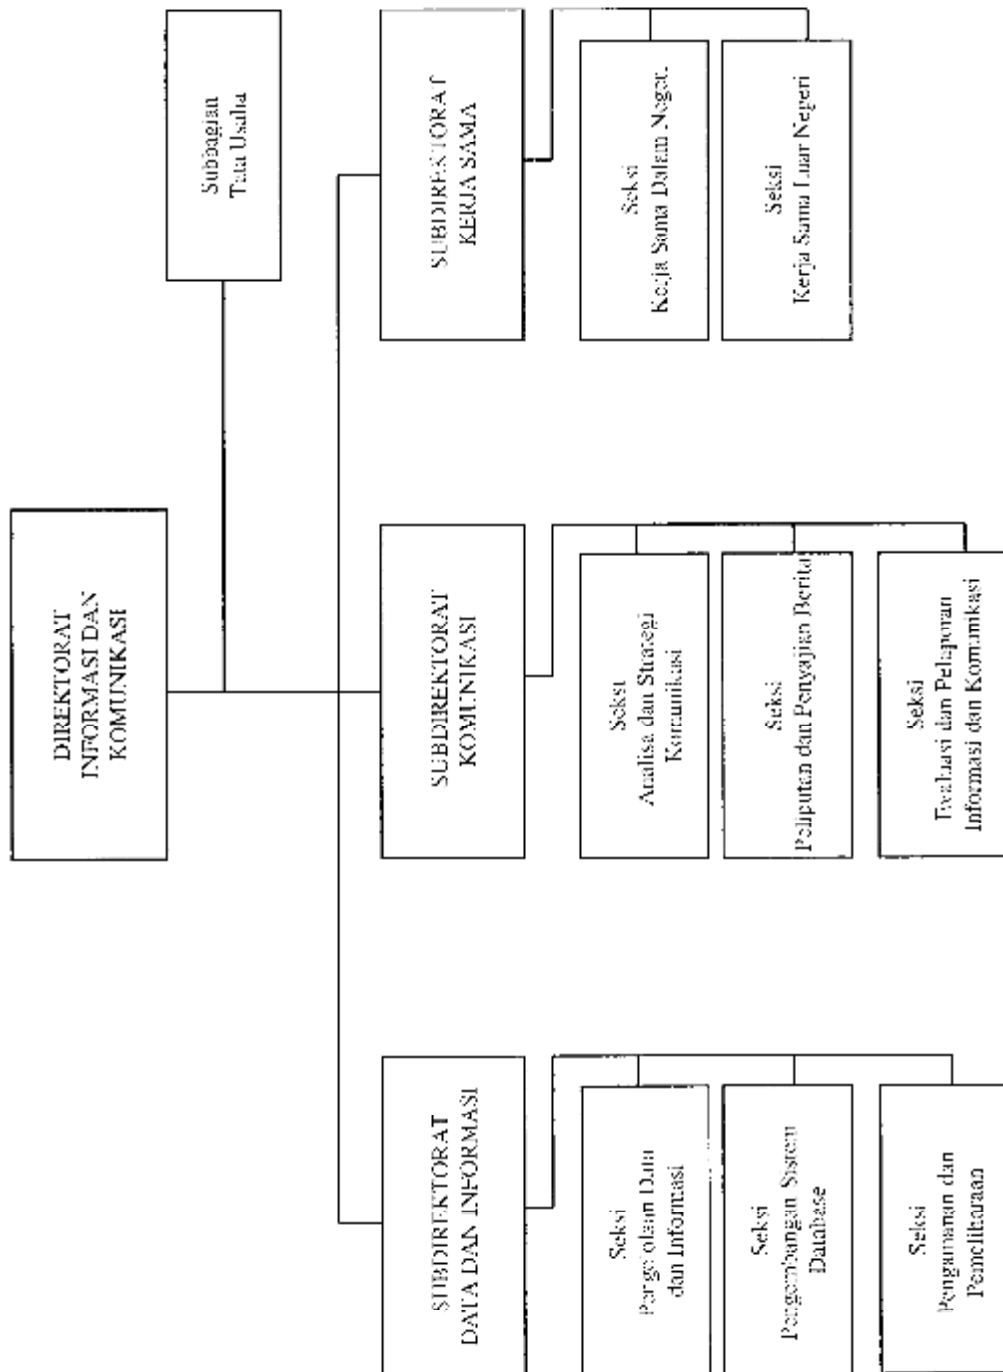 DIREKTORAT
INFORMASI DAN
KOMUNIKASI
Subbagian
Tata Usaha
SUBDIREKTORAT
DATA DAN INFORMASI
SUBDIREKTORAT
KOMUNIKASI
SUBDIREKTORAT
KERJA SAMA
Seksi
Pengelolaan Data
dan Informasi
Seksi
Analisa dan Strategi
Komunikasi
Seksi
Kerja Sama Dalam Negeri
Seksi
Pengembangan Sistem
Database
Seksi
Peliputan dan Penyajian Berita
Seksi
Kerja Sama Luar Negeri
Seksi
Pengamanan dan
Pemeliharaan
Seksi
Evaluasi dan Pelaporan
Informasi dan Komunikasi